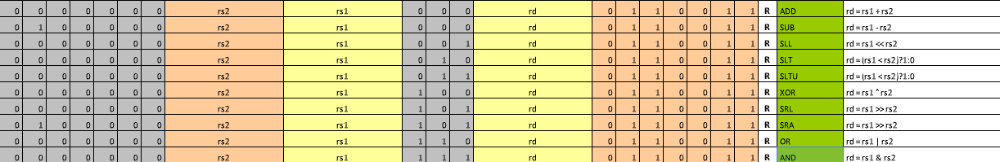 0 0 0 0 0 0 0 rs2 rs1 0 0 0 rd 0 1 1 0 0 1 1 R ADD rd = rs1 + rs2
0 1 0 0 0 0 0 rs2 rs1 0 0 0 rd 0 1 1 0 0 1 1 R SUB rd = rs1 - rs2
0 0 0 0 0 0 0 rs2 rs1 0 0 1 rd 0 1 1 0 0 1 1 R SLL rd = rs1 << rs2
0 0 0 0 0 0 0 rs2 rs1 0 1 0 rd 0 1 1 0 0 1 1 R SLT rd = (rs1 < rs2)?1:0
0 0 0 0 0 0 0 rs2 rs1 0 1 1 rd 0 1 1 0 0 1 1 R SLTU rd = (rs1 < rs2)?1:0
0 0 0 0 0 0 0 rs2 rs1 1 0 0 rd 0 1 1 0 0 1 1 R XOR rd = rs1 ^ rs2
0 0 0 0 0 0 0 rs2 rs1 1 0 1 rd 0 1 1 0 0 1 1 R SRL rd = rs1 >> rs2
0 1 0 0 0 0 0 rs2 rs1 1 0 1 rd 0 1 1 0 0 1 1 R SRA rd = rs1 >> rs2
0 0 0 0 0 0 0 rs2 rs1 1 1 0 rd 0 1 1 0 0 1 1 R OR rd = rs1 | rs2
0 0 0 0 0 0 0 rs2 rs1 1 1 1 rd 0 1 1 0 0 1 1 R AND rd = rs1 & rs2